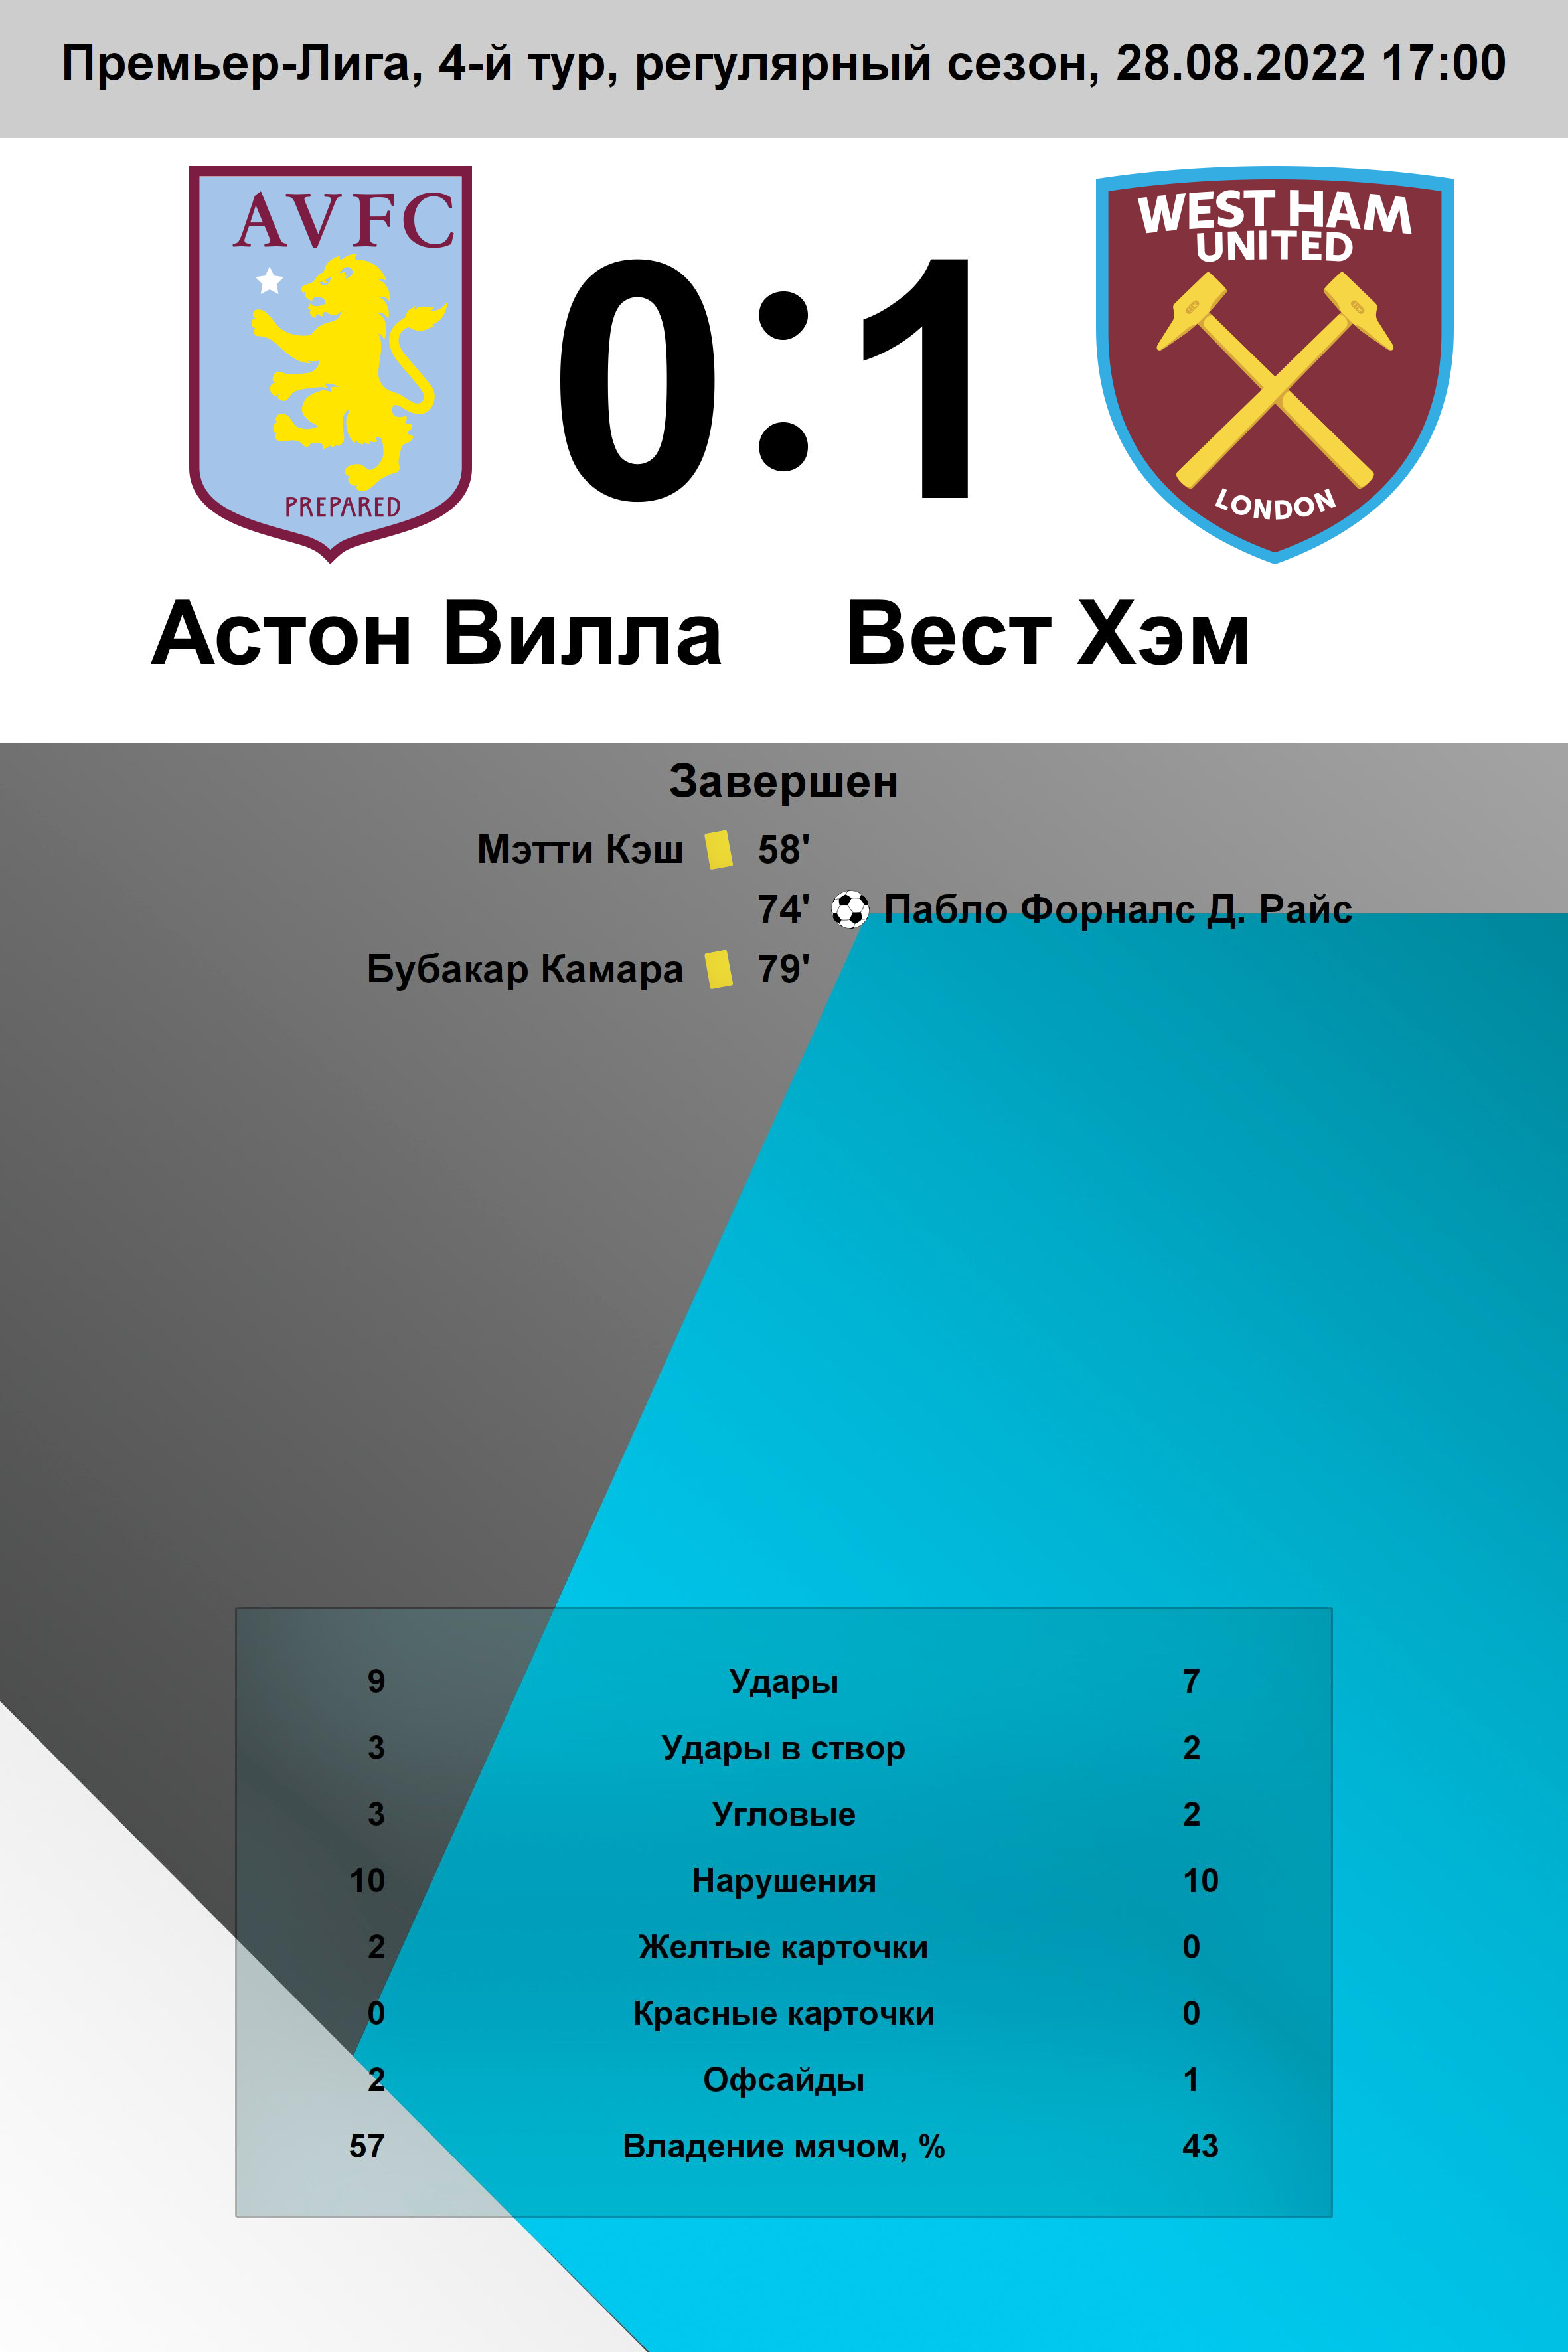 Премьер-Лига, 4-й тур, регулярный сезон, 28.08.2022 17:00
AVFC
PREPARED
0:1
WEST HAM
UNITED
LONDON
Астон Вилла Вест Хэм
Завершен
Мэтти Кэш 58'
74' Пабло Форналс Д. Райс
Бубакар Камара 79'
9 Удары 7
3 Удары в створ 2
3 Угловые 2
10 Нарушения 10
2 Желтые карточки 0
0 Красные карточки 0
2 Офсайды 1
57 Владение мячом, % 43